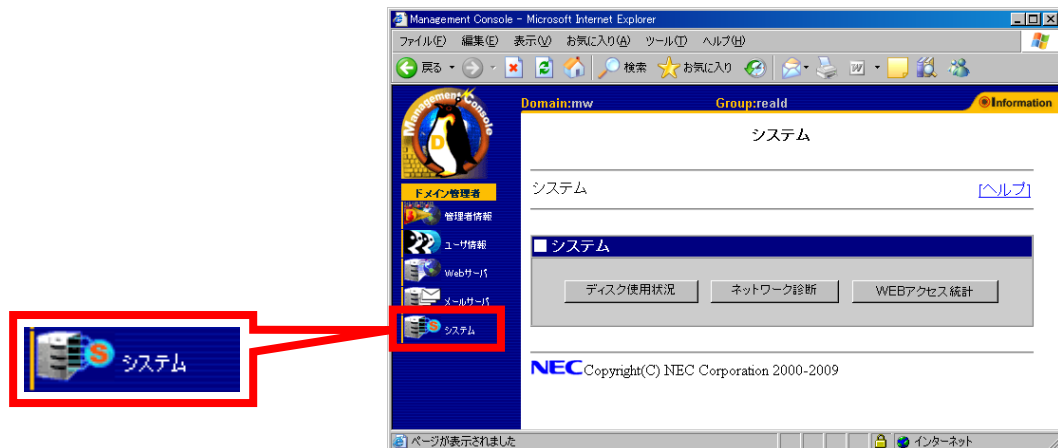 Management Console - Microsoft Internet Explorer
ファイル(F) 編集(E) 表示(V) お気に入り(A) ツール(T) ヘルプ(H)
戻る 検索 お気に入り
Management Console
D
Domain:mw Group:reald Information
システム
ドメイン管理者
管理者情報
ユーザ情報
Webサーバ
メールサーバ
S システム
システム [ヘルプ]
システム
ディスク使用状況 ネットワーク診断 WEBアクセス統計
NEC Copyright(C) NEC Corporation 2000-2009
ページが表示されました インターネット
S システム